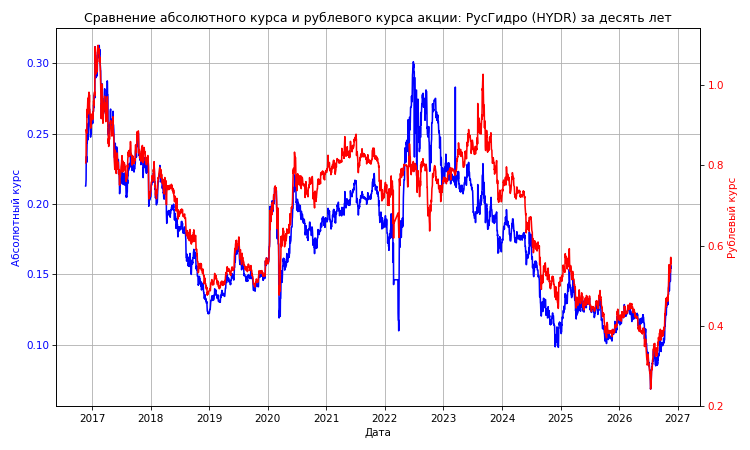 Сравнение абсолютного курса и рублевого курса акции: РусГидро (HYDR) за десять лет
0.30
0.25
0.20
0.15
0.10
Абсолютный курс
1.0
0.8
0.6
0.4
0.2
Рублевый курс
2017 2018 2019 2020 2021 2022 2023 2024 2025 2026 2027
Дата